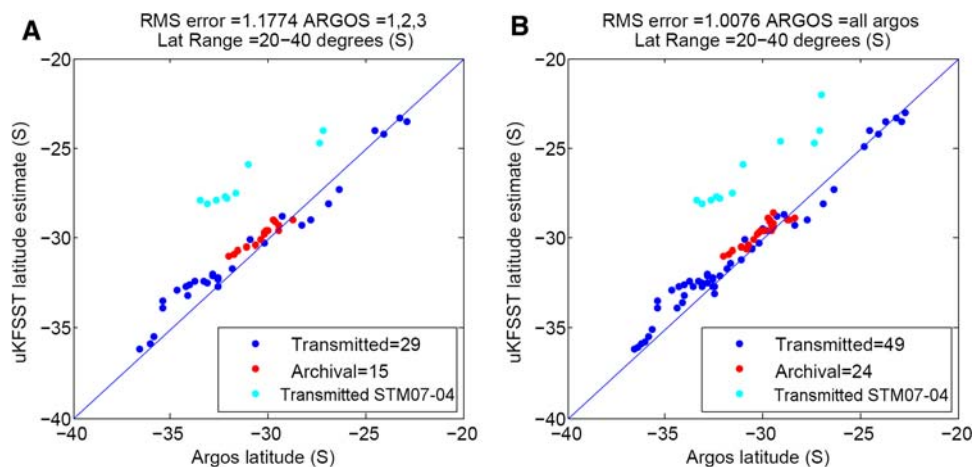 A
RMS error =1.1774 ARGOS =1,2,3
Lat Range =20−40 degrees (S)
−20
−25
−30
−35
−40
uKFSST latitude estimate (S)
Transmitted=29
Archival=15
Transmitted STM07-04
−40
−35
−30
−25
−20
Argos latitude (S)
B
RMS error =1.0076 ARGOS =all argos
Lat Range =20−40 degrees (S)
−20
−25
−30
−35
−40
uKFSST latitude estimate (S)
Transmitted=49
Archival=24
Transmitted STM07-04
−40
−35
−30
−25
−20
Argos latitude (S)